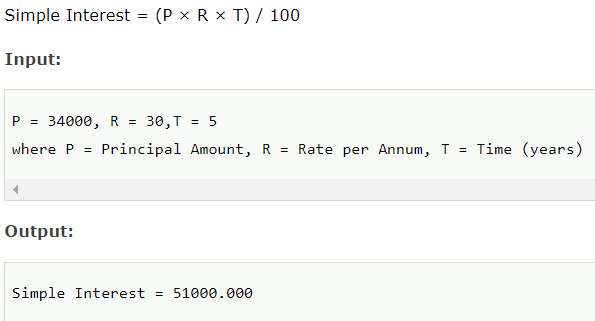 Simple Interest = (P × R × T) / 100
Input:
P = 34000, R = 30,T = 5
where P = Principal Amount, R = Rate per Annum, T = Time (years)
Output:
Simple Interest = 51000.000